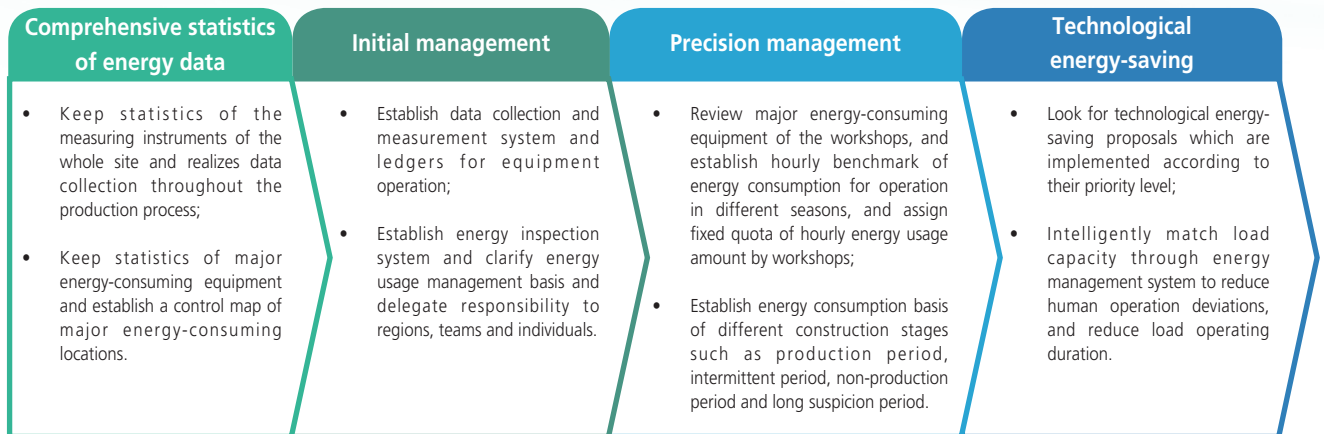 Comprehensive statistics
of energy data
• Keep statistics of the
measuring instruments of the
whole site and realizes data
collection throughout the
production process;
• Keep statistics of major
energy-consuming equipment
and establish a control map of
major energy-consuming
locations.
Initial management
• Establish data collection and
measurement system and
ledgers for equipment
operation;
• Establish energy inspection
system and clarify energy
usage management basis and
delegate responsibility to
regions, teams and individuals.
Precision management
• Review major energy-consuming
equipment of the workshops, and
establish hourly benchmark of
energy consumption for operation
in different seasons, and assign
fixed quota of hourly energy usage
amount by workshops;
• Establish energy consumption basis
of different construction stages
such as production period,
intermittent period, non-production
period and long suspicion period.
Technological
energy-saving
• Look for technological energy-
saving proposals which are
implemented according to
their priority level;
• Intelligently match load
capacity through energy
management system to reduce
human operation deviations,
and reduce load operating
duration.